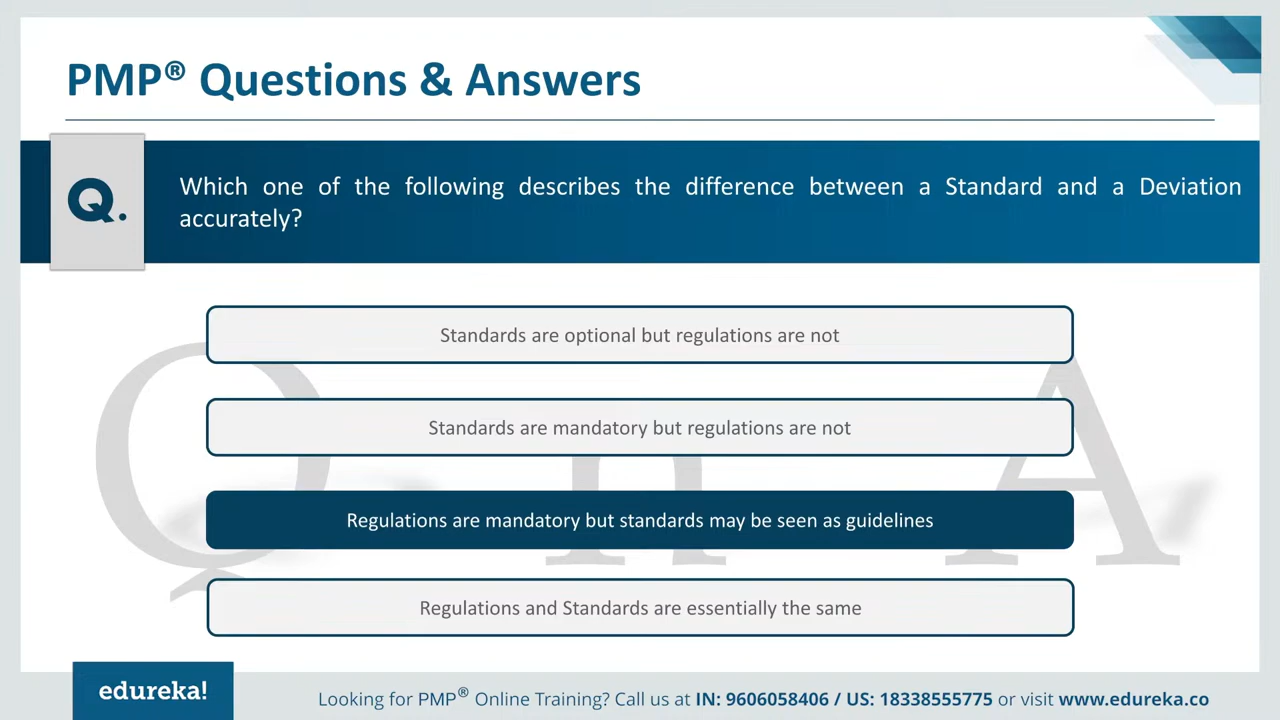 PMP® Questions & Answers
Q.
Which one of the following describes the difference between a Standard and a Deviation
accurately?
Standards are optional but regulations are not
Standards are mandatory but regulations are not
Regulations are mandatory but standards may be seen as guidelines
Regulations and Standards are essentially the same
Q n A
edureka!
Looking for PMP® Online Training? Call us at IN: 9606058406 / US: 18338555775 or visit www.edureka.co